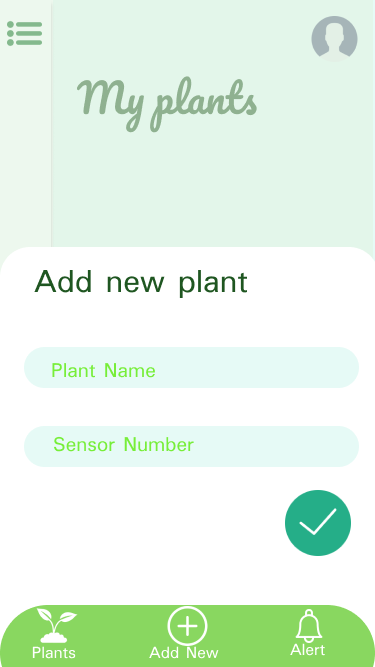 My plants
Add new plant
Plant Name
Sensor Number
Plants
Add New
Alert